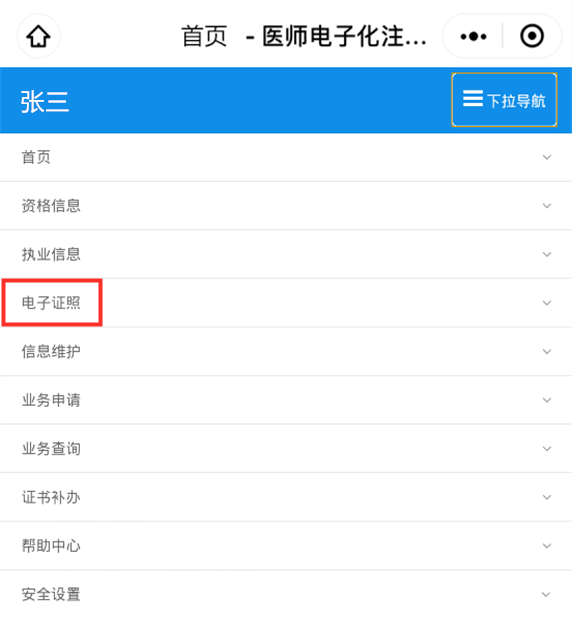 首页 - 医师电子化注...
张三
下拉导航
首页
资格信息
执业信息
电子证照
信息维护
业务申请
业务查询
证书补办
帮助中心
安全设置